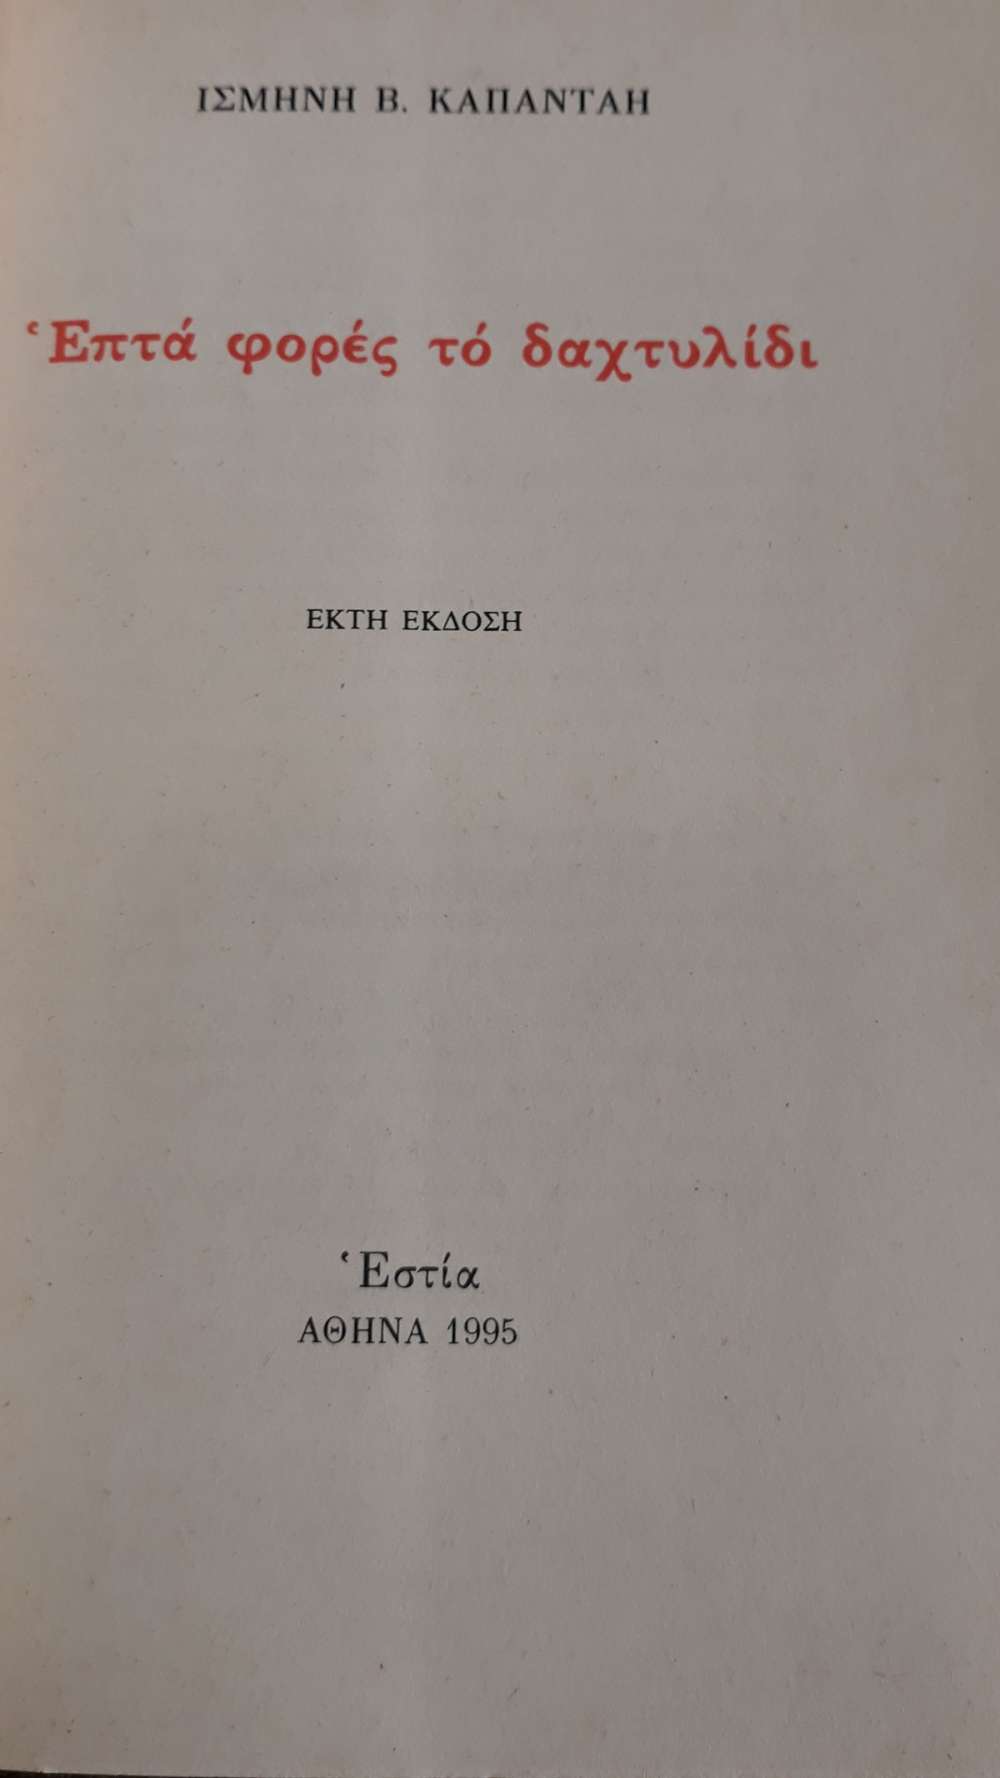 ΙΣΜΗΝΗ Β. ΚΑΠΑΝΤΑΗ
Ἑπτά φορές τό δαχτυλίδι
ΕΚΤΗ ΕΚΔΟΣΗ
Ἑστία
ΑΘΗΝΑ 1995